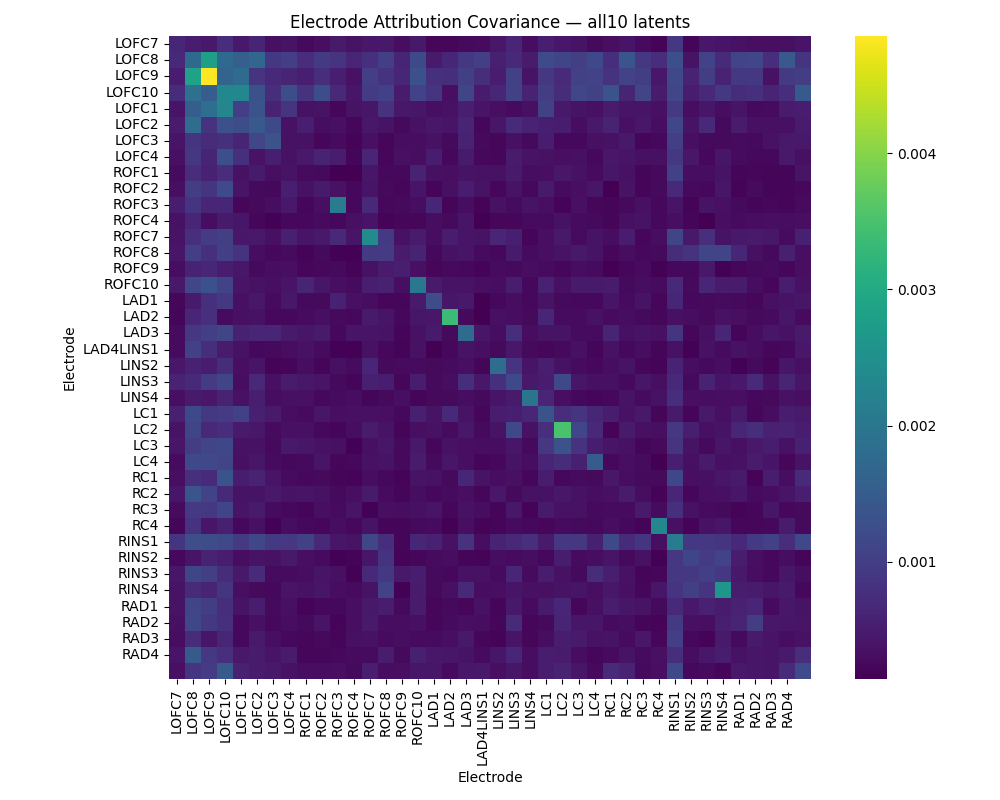 Electrode Attribution Covariance — all10 latents
LOFC7
LOFC8
LOFC9
LOFC10
LOFC1
LOFC2
LOFC3
LOFC4
ROFC1
ROFC2
ROFC3
ROFC4
ROFC7
ROFC8
ROFC9
ROFC10
LAD1
LAD2
LAD3
LAD4LINS1
LINS2
LINS3
LINS4
LC1
LC2
LC3
LC4
RC1
RC2
RC3
RC4
RINS1
RINS2
RINS3
RINS4
RAD1
RAD2
RAD3
RAD4
Electrode
LOFC7
LOFC8
LOFC9
LOFC10
LOFC1
LOFC2
LOFC3
LOFC4
ROFC1
ROFC2
ROFC3
ROFC4
ROFC7
ROFC8
ROFC9
ROFC10
LAD1
LAD2
LAD3
LAD4LINS1
LINS2
LINS3
LINS4
LC1
LC2
LC3
LC4
RC1
RC2
RC3
RC4
RINS1
RINS2
RINS3
RINS4
RAD1
RAD2
RAD3
RAD4
Electrode
0.004
0.003
0.002
0.001